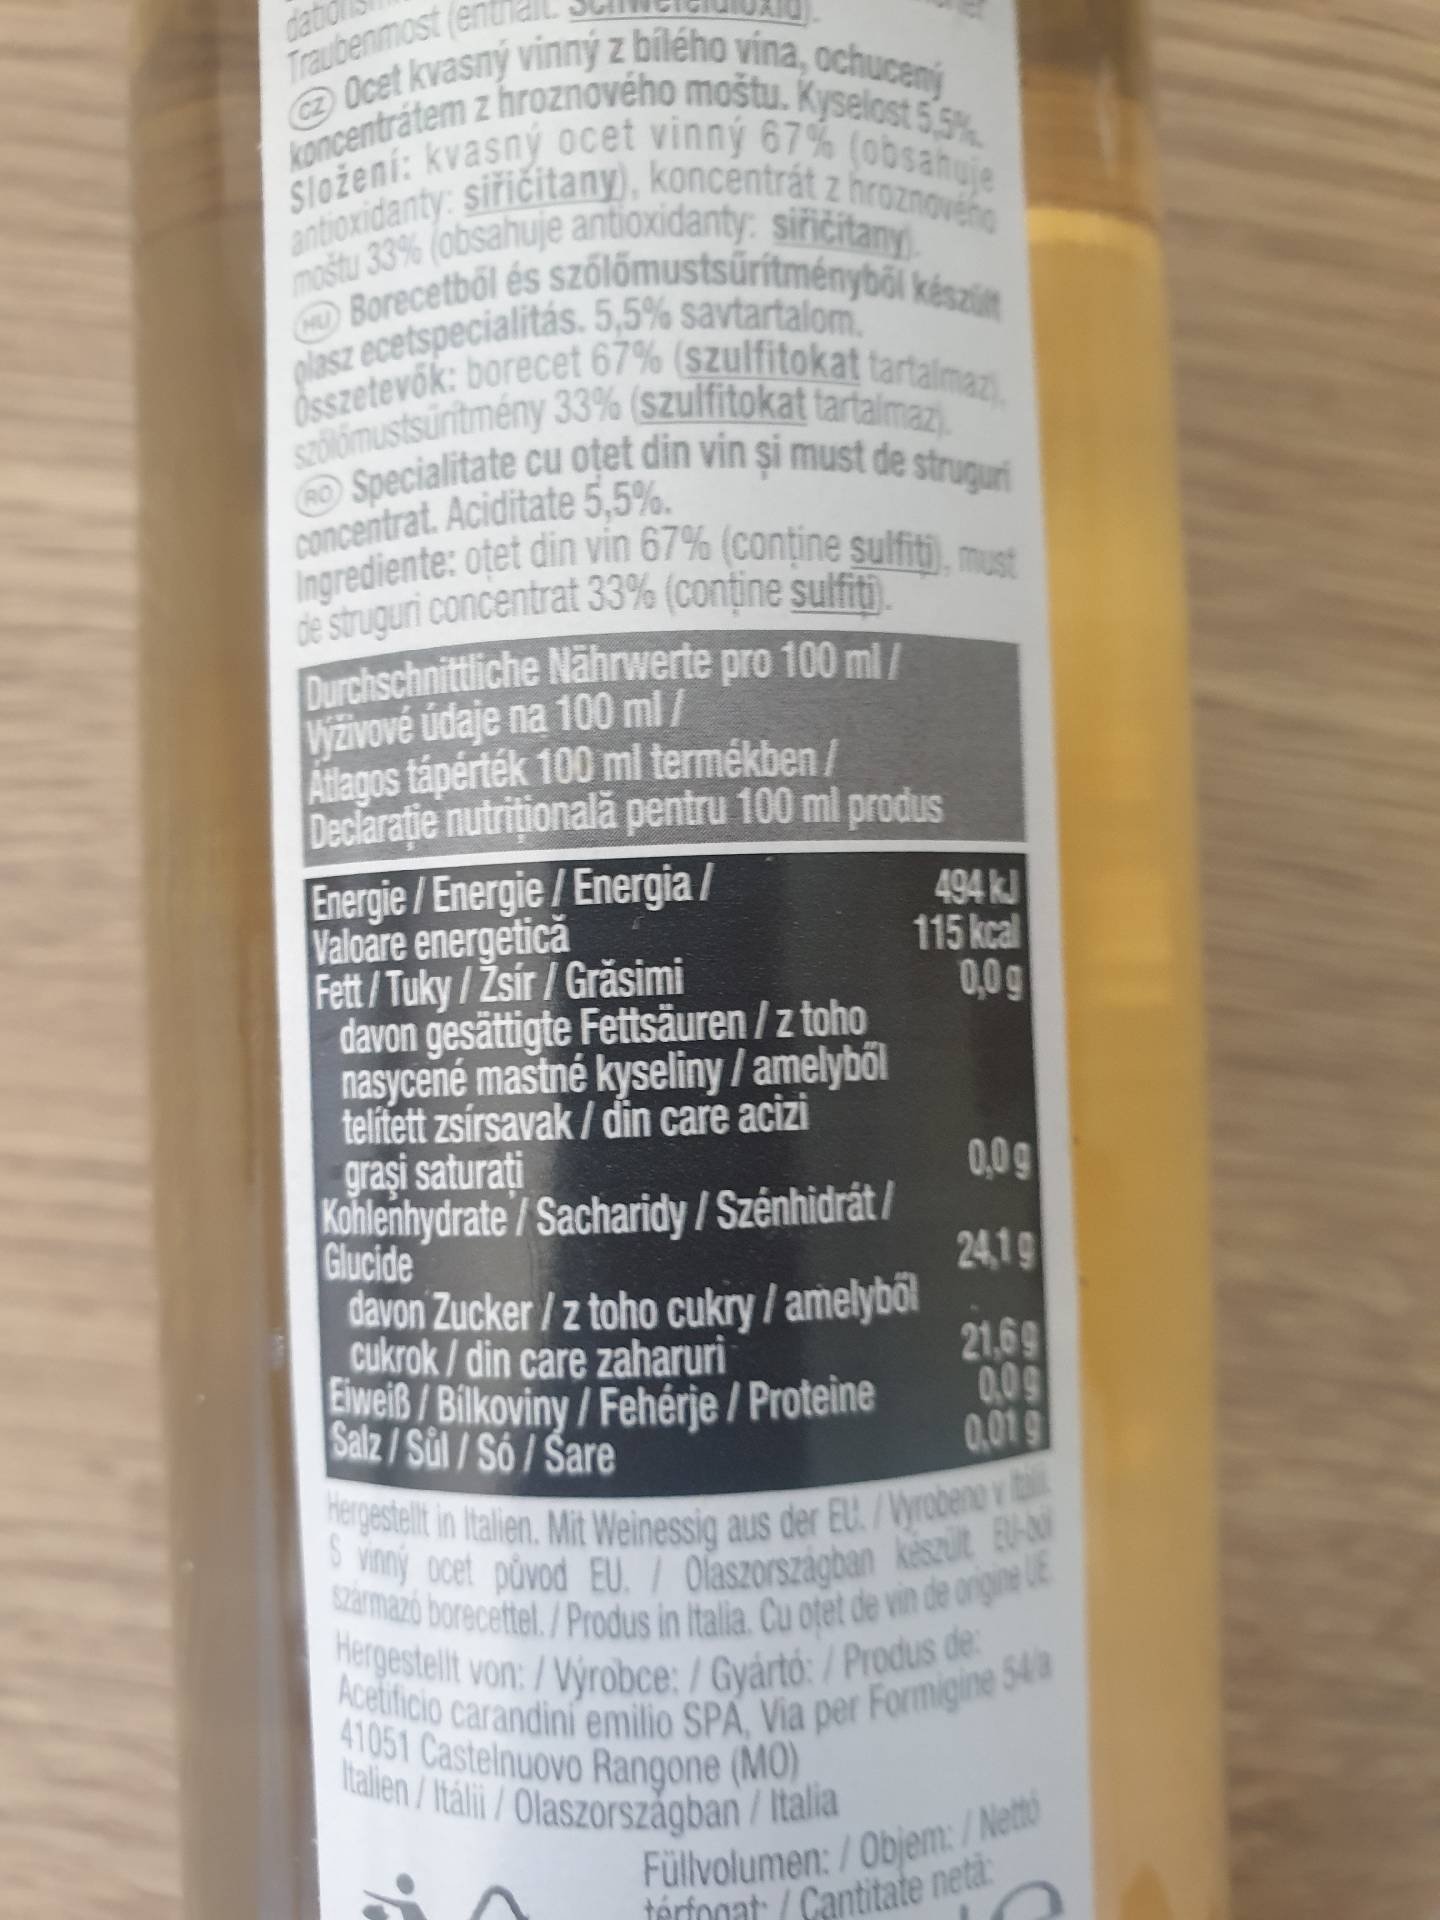 Traubenmost (enthält: Schwefeldioxid).
CZ Ocet kvasný vinný z bílého vína, ochucený
koncentrátem z hroznového moštu. Kyselost 5,5%.
Složení: kvasný ocet vinný 67% (obsahuje
antioxidanty: siřičitany), koncentrát z hroznového
moštu 33% (obsahuje antioxidanty: siřičitany).
HU Borecetből és szőlőmustsűrítményből készült
olasz ecetspecialitás. 5,5% savtartalom.
Összetevők: borecet 67% (szulfitokat tartalmaz),
szőlőmustsűrítmény 33% (szulfitokat tartalmaz).
RO Specialitate cu oțet din vin și must de struguri
concentrat. Aciditate 5,5%.
Ingrediente: oțet din vin 67% (conține sulfiți), must
de struguri concentrat 33% (conține sulfiți).
Durchschnittliche Nährwerte pro 100 ml /
Výživové údaje na 100 ml /
Átlagos tápérték 100 ml termékben /
Declarație nutrițională pentru 100 ml produs
Energie / Energie / Energia / 494 kJ
Valoare energetică 115 kcal
Fett / Tuky / Zsír / Grăsimi 0,0 g
davon gesättigte Fettsäuren / z toho
nasycené mastné kyseliny / amelyből
telített zsírsavak / din care acizi
grași saturați 0,0 g
Kohlenhydrate / Sacharidy / Szénhidrát /
Glucide 24,1 g
davon Zucker / z toho cukry / amelyből
cukrok / din care zaharuri 21,6 g
Eiweiß / Bílkoviny / Fehérje / Proteine 0,0 g
Salz / Sůl / Só / Sare 0,01 g
Hergestellt in Italien. Mit Weinessig aus der EU. / Vyrobeno v Itálii.
S vinný ocet původ EU. / Olaszországban készült. EU-ból
származó borecettel. / Produs in Italia. Cu oțet de vin de origine UE.
Hergestellt von: / Výrobce: / Gyártó: / Produs de:
Acetificio carandini emilio SPA, Via per Formigine 54/a
41051 Castelnuovo Rangone (MO)
Italien / Itálii / Olaszországban / Italia
Füllvolumen: / Objem: / Nettó
térfogat: / Cantitate netă: